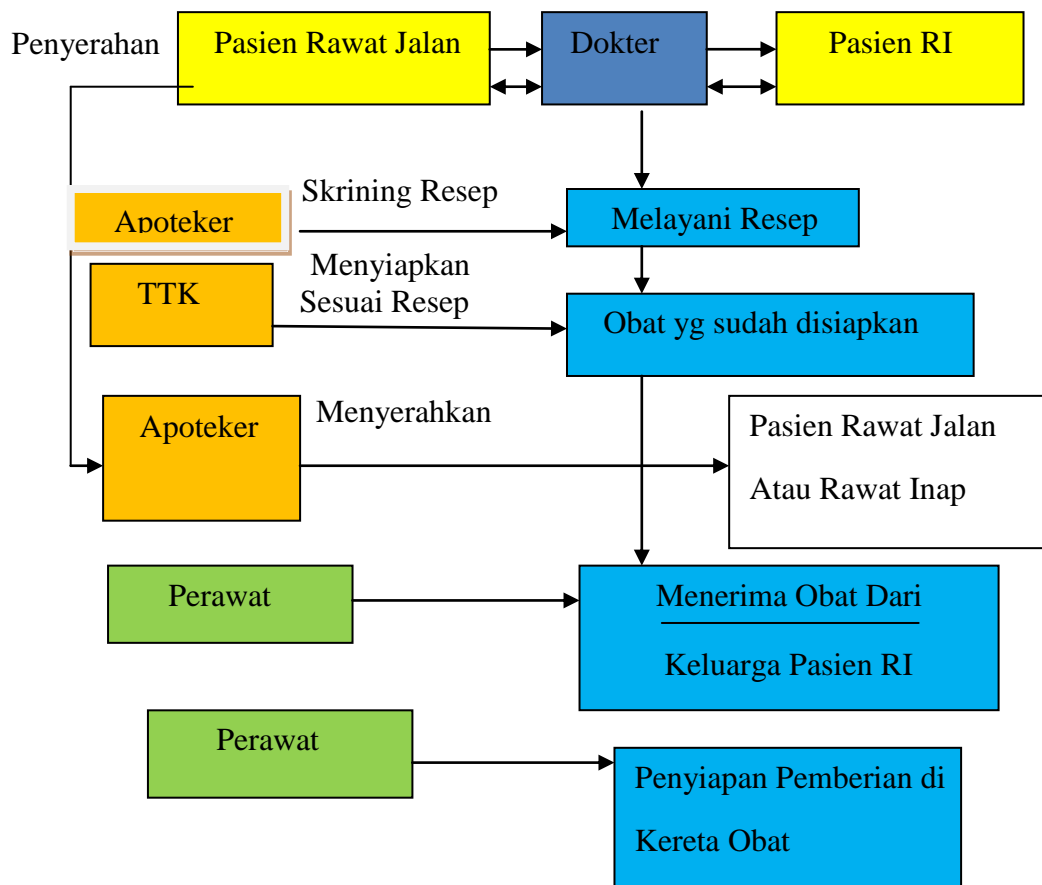 Penyerahan
Pasien Rawat Jalan
Dokter
Pasien RI
Apoteker
Skrining Resep
Melayani Resep
TTK
Menyiapkan
Sesuai Resep
Obat yg sudah disiapkan
Apoteker
Menyerahkan
Pasien Rawat Jalan
Atau Rawat Inap
Perawat
Menerima Obat Dari
Keluarga Pasien RI
Perawat
Penyiapan Pemberian di
Kereta Obat